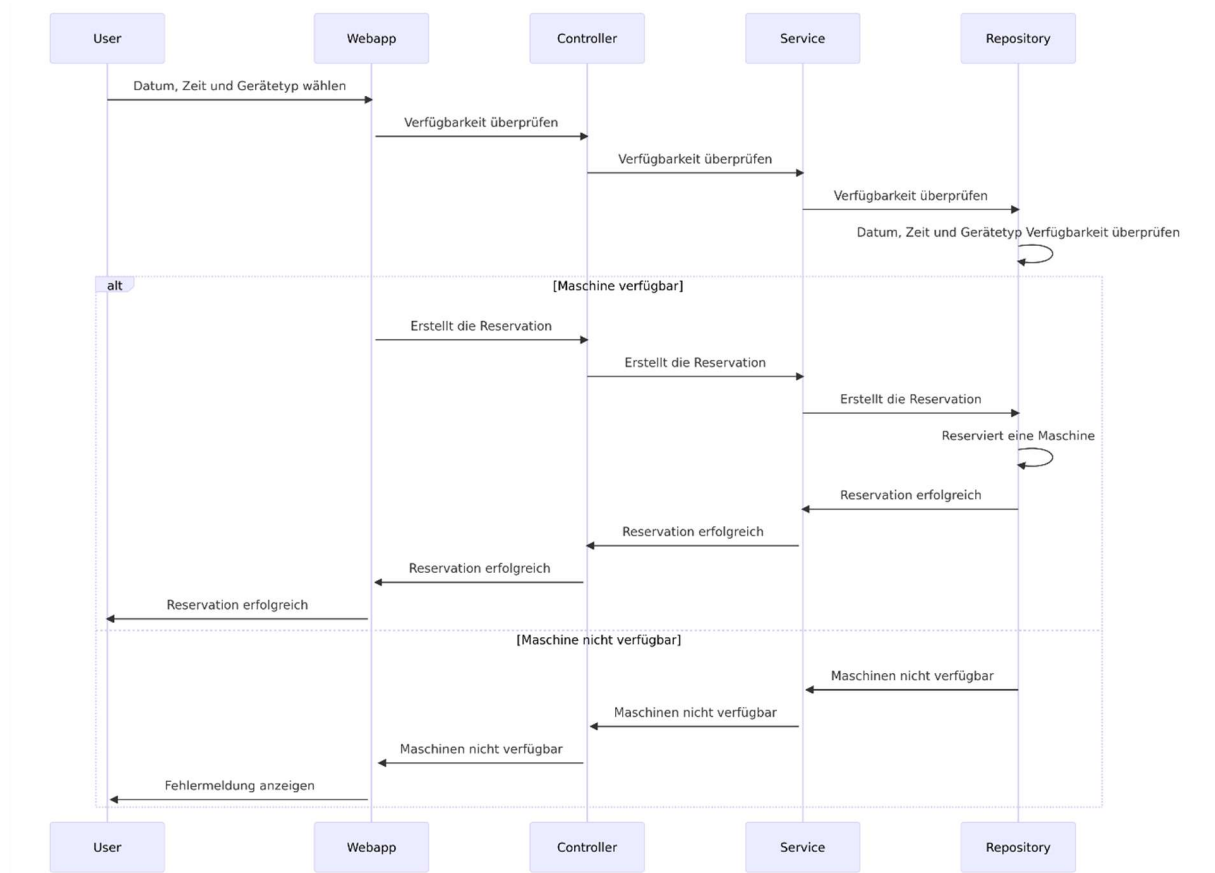 User
Webapp
Controller
Service
Repository
Datum, Zeit und Gerätetyp wählen
Verfügbarkeit überprüfen
Verfügbarkeit überprüfen
Verfügbarkeit überprüfen
Datum, Zeit und Gerätetyp Verfügbarkeit überprüfen
alt
[Maschine verfügbar]
Erstellt die Reservation
Erstellt die Reservation
Erstellt die Reservation
Reserviert eine Maschine
Reservation erfolgreich
Reservation erfolgreich
Reservation erfolgreich
Reservation erfolgreich
[Maschine nicht verfügbar]
Maschinen nicht verfügbar
Maschinen nicht verfügbar
Maschinen nicht verfügbar
Fehlermeldung anzeigen
User
Webapp
Controller
Service
Repository